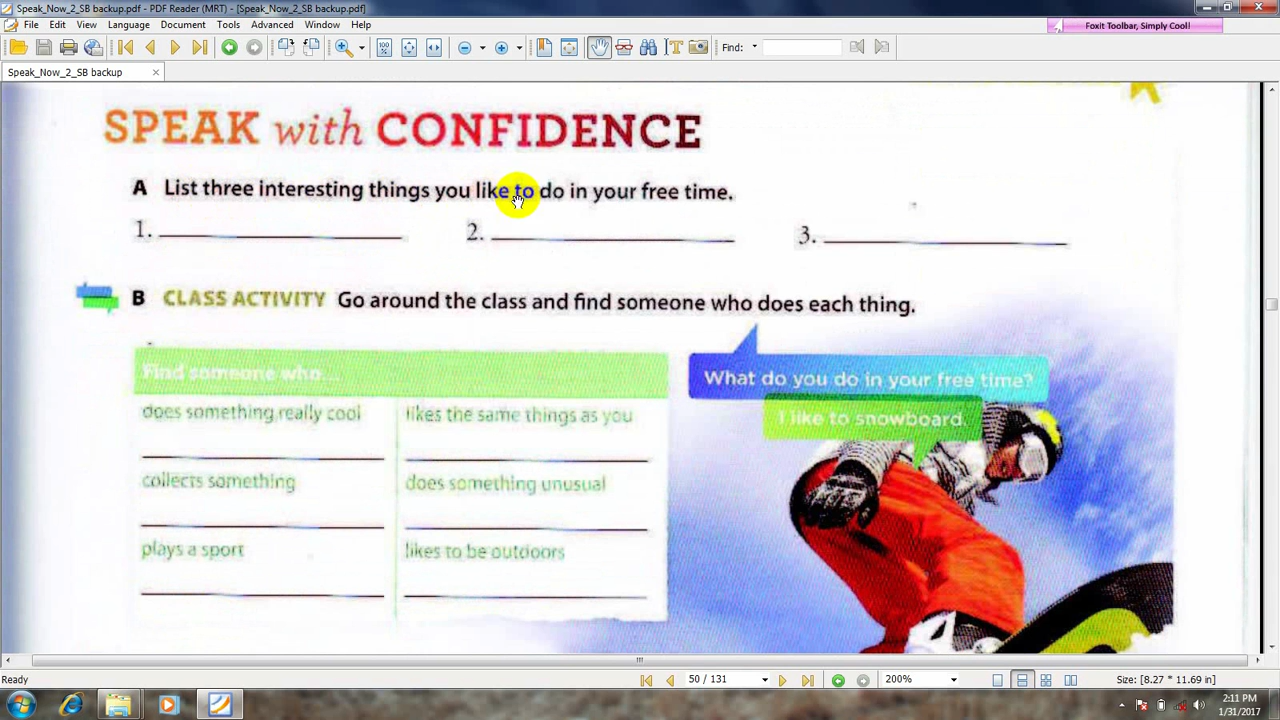 Speak_Now_2_SB backup.pdf - PDF Reader (MRT) - [Speak_Now_2_SB backup.pdf]
File Edit View Language Document Tools Advanced Window Help
Foxit Toolbar, Simply Cool!
Find:
Speak_Now_2_SB backup
SPEAK with CONFIDENCE
A List three interesting things you like to do in your free time.
1. 2. 3.
B CLASS ACTIVITY Go around the class and find someone who does each thing.
Find someone who...
What do you do in your free time?
I like to snowboard.
does something really cool likes the same things as you
collects something does something unusual
plays a sport likes to be outdoors
Ready 50 / 131 200% Size: [8.27 * 11.69 in]
2:11 PM
1/31/2017